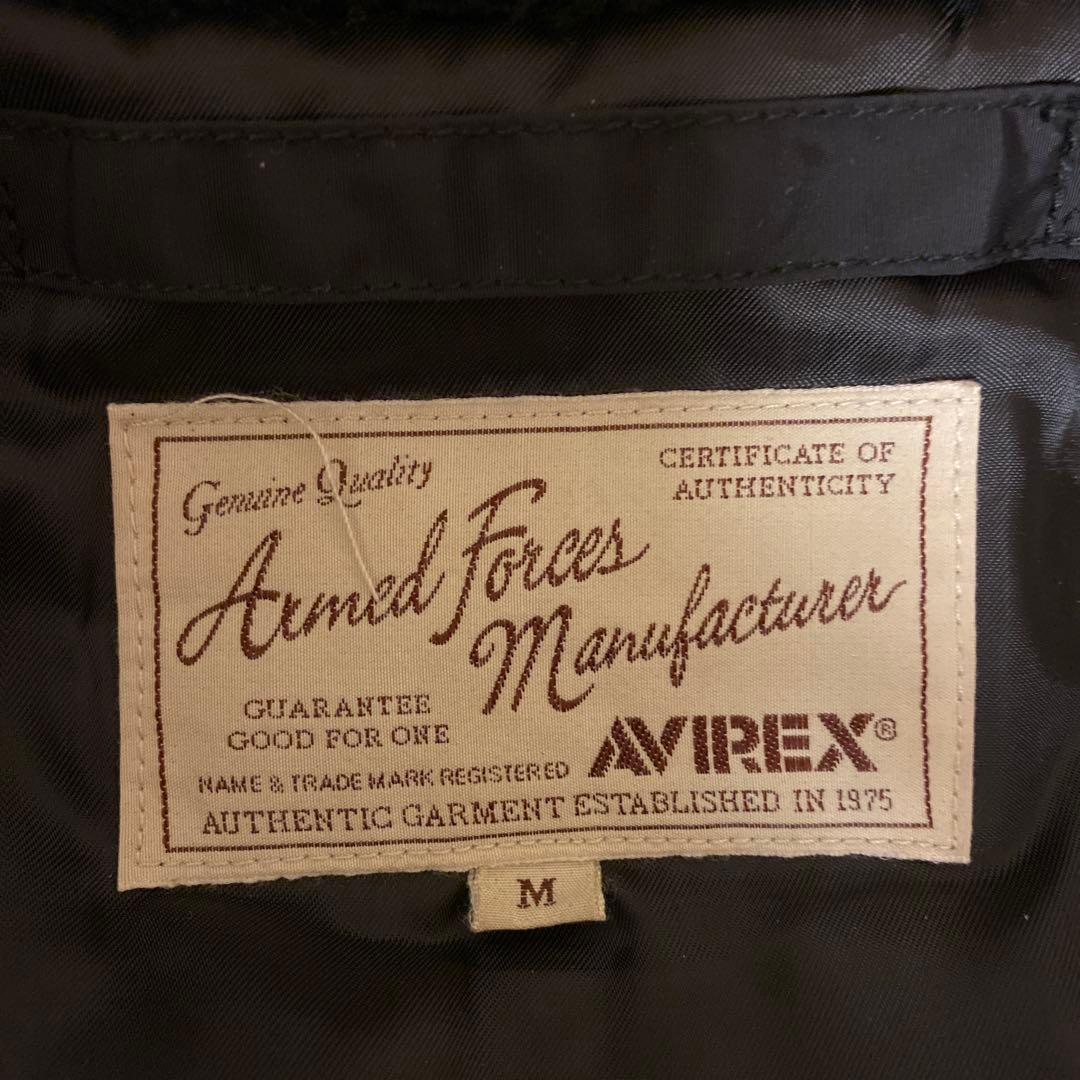 Genuine Quality
CERTIFICATE OF
AUTHENTICITY
Armed Forces
Manufacturer
GUARANTEE
GOOD FOR ONE
NAME & TRADE MARK REGISTERED
AVIREX®
AUTHENTIC GARMENT ESTABLISHED IN 1975
M